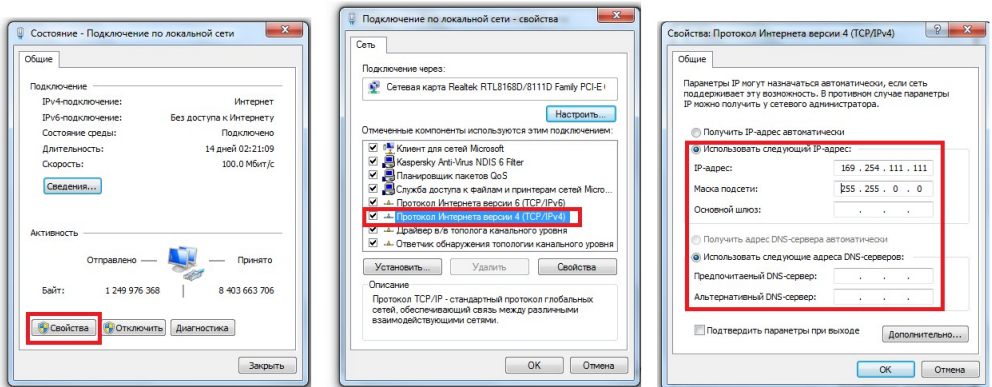 Состояние - Подключение по локальной сети
Общие
Подключение
IPv4-подключение: Интернет
IPv6-подключение: Без доступа к Интернету
Состояние среды: Подключено
Длительность: 14 дней 02:21:09
Скорость: 100.0 Мбит/с
Сведения...
Активность
Отправлено — — Принято
Байт: 1 249 976 368 | 8 403 663 706
Свойства Отключить Диагностика
Закрыть
Подключение по локальной сети - свойства
Сеть
Подключение через:
Сетевая карта Realtek RTL8168D/8111D Family PCI-E
Настроить...
Отмеченные компоненты используются этим подключением:
Клиент для сетей Microsoft
Kaspersky Anti-Virus NDIS 6 Filter
Планировщик пакетов QoS
Служба доступа к файлам и принтерам сетей Micro...
Протокол Интернета версии 6 (TCP/IPv6)
Протокол Интернета версии 4 (TCP/IPv4)
Драйвер в/в тополога канального уровня
Ответчик обнаружения топологии канального уровня
Установить... Удалить Свойства
Описание
Протокол TCP/IP - стандартный протокол глобальных
сетей, обеспечивающий связь между различными
взаимодействующими сетями.
ОК Отмена
Свойства: Протокол Интернета версии 4 (TCP/IPv4)
Общие
Параметры IP могут назначаться автоматически, если сеть
поддерживает эту возможность. В противном случае параметры
IP можно получить у сетевого администратора.
Получить IP-адрес автоматически
Использовать следующий IP-адрес:
IP-адрес: 169 . 254 . 111 . 111
Маска подсети: 255 . 255 . 0 . 0
Основной шлюз: . . .
Получить адрес DNS-сервера автоматически
Использовать следующие адреса DNS-серверов:
Предпочитаемый DNS-сервер: . . .
Альтернативный DNS-сервер: . . .
Подтвердить параметры при выходе Дополнительно...
ОК Отмена